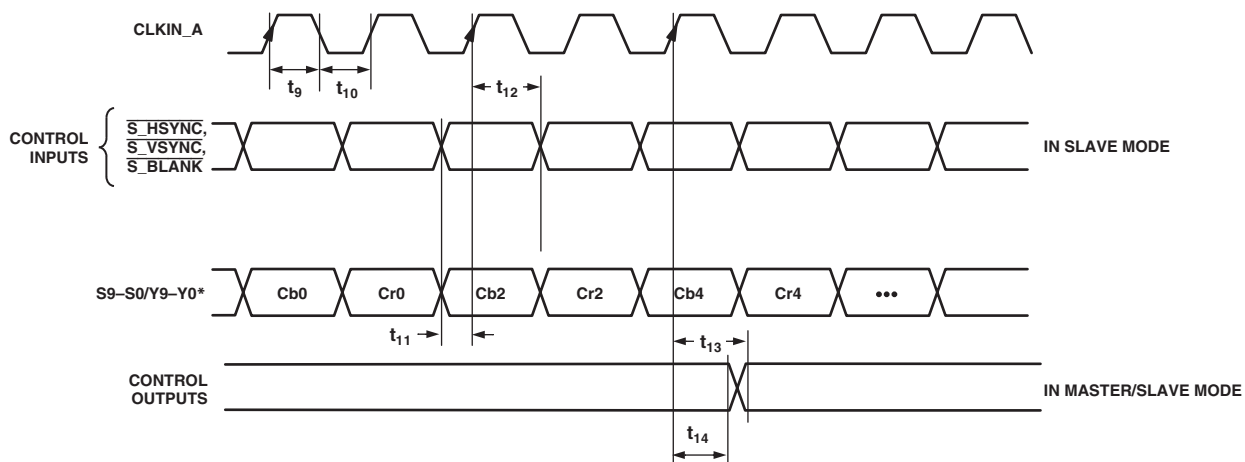 CLKIN_A
t9
t10
t12
CONTROL
INPUTS
S_HSYNC,
S_VSYNC,
S_BLANK
IN SLAVE MODE
S9–S0/Y9–Y0*
Cb0
Cr0
Cb2
Cr2
Cb4
Cr4
•••
t11
t13
CONTROL
OUTPUTS
IN MASTER/SLAVE MODE
t14